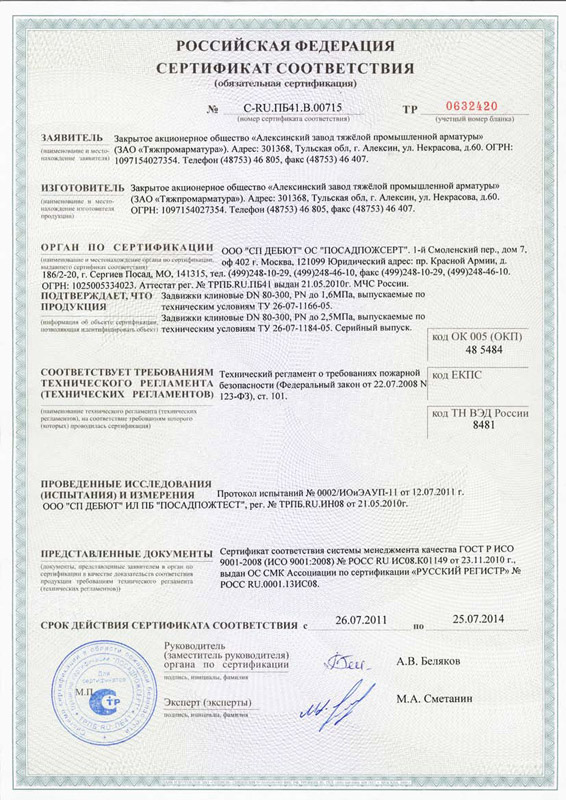 РОССИЙСКАЯ ФЕДЕРАЦИЯ
СЕРТИФИКАТ СООТВЕТСТВИЯ
(обязательная сертификация)
№ C-RU.ПБ41.В.00715 ТР 0632420
(номер сертификата соответствия) (учетный номер бланка)
ЗАЯВИТЕЛЬ Закрытое акционерное общество «Алексинский завод тяжёлой промышленной арматуры»
(наименование и место- (ЗАО «Тяжпромарматура»). Адрес: 301368, Тульская обл, г. Алексин, ул. Некрасова, д.60. ОГРН:
нахождение заявителя) 1097154027354. Телефон (48753) 46 805, факс (48753) 46 407.
ИЗГОТОВИТЕЛЬ Закрытое акционерное общество «Алексинский завод тяжёлой промышленной арматуры»
(наименование и место- (ЗАО «Тяжпромарматура»). Адрес: 301368, Тульская обл, г. Алексин, ул. Некрасова, д.60.
нахождение изготовителя ОГРН: 1097154027354. Телефон (48753) 46 805, факс (48753) 46 407.
продукции)
ОРГАН ПО СЕРТИФИКАЦИИ ООО "СП ДЕБЮТ" ОС "ПОСАДПОЖСЕРТ". 1-й Смоленский пер., дом 7,
(наименование и местонахождение органа по сертификации, оф 402 г. Москва, 121099 Юридический адрес: пр. Красной Армии, д.
выдавшего сертификат соответствия) 186/2-20, г. Сергиев Посад, МО, 141315, тел. (499)248-10-29, (499)248-46-10, факс (499)248-10-29, (499)248-46-10.
ОГРН: 1025005334023. Аттестат рег. № ТРПБ.RU.ПБ41 выдан 21.05.2010г. МЧС России.
ПОДТВЕРЖДАЕТ, ЧТО Задвижки клиновые DN 80-300, PN до 1,6МПа, выпускаемые по
ПРОДУКЦИЯ техническим условиям ТУ 26-07-1166-05.
(информация об объекте сертификации, Задвижки клиновые DN 80-300, PN до 2,5МПа, выпускаемые по
позволяющая идентифицировать объект) техническим условиям ТУ 26-07-1184-05. Серийный выпуск.
код ОК 005 (ОКП)
48 5484
СООТВЕТСТВУЕТ ТРЕБОВАНИЯМ Технический регламент о требованиях пожарной
ТЕХНИЧЕСКОГО РЕГЛАМЕНТА безопасности (Федеральный закон от 22.07.2008 N
(ТЕХНИЧЕСКИХ РЕГЛАМЕНТОВ) 123-ФЗ), ст. 101.
код ЕКПС
(наименование технического регламента (технических
регламентов), на соответствие требованиям которого
(которых) проводилась сертификация)
код ТН ВЭД России
8481
ПРОВЕДЕННЫЕ ИССЛЕДОВАНИЯ
(ИСПЫТАНИЯ) И ИЗМЕРЕНИЯ Протокол испытаний № 0002/ИОиЭАУП-11 от 12.07.2011 г.
ООО "СП ДЕБЮТ" ИЛ ПБ "ПОСАДПОЖТЕСТ", рег. № ТРПБ.RU.ИН08 от 21.05.2010г.
ПРЕДСТАВЛЕННЫЕ ДОКУМЕНТЫ Сертификат соответствия системы менеджмента качества ГОСТ Р ИСО
(документы, представленные заявителем в орган по 9001-2008 (ИСО 9001:2008) № РОСС RU ИС08.К01149 от 23.11.2010 г.,
сертификации в качестве доказательств соответствия выдан ОС СМК Ассоциации по сертификации «РУССКИЙ РЕГИСТР» №
продукции требованиям технического регламента РОСС RU.0001.13ИС08.
(технических регламентов))
СРОК ДЕЙСТВИЯ СЕРТИФИКАТА СООТВЕТСТВИЯ с 26.07.2011 по 25.07.2014
Руководитель
(заместитель руководителя)
органа по сертификации А.В. Беляков
подпись, инициалы, фамилия
М.П.
Эксперт (эксперты) М.А. Сметанин
подпись, инициалы, фамилия
Для
сертификатов
ТР